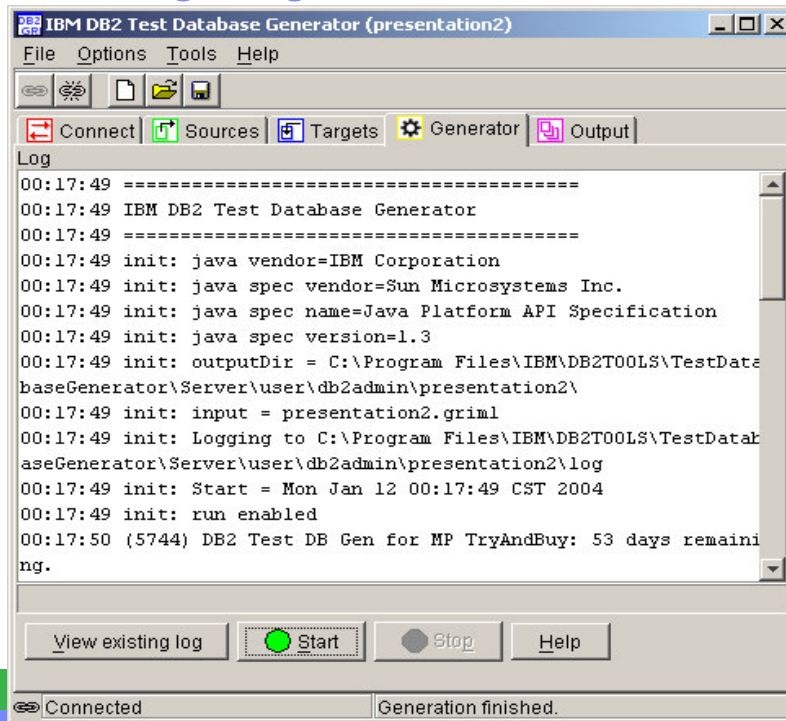 IBM DB2 Test Database Generator (presentation2)
File Options Tools Help
Connect Sources Targets Generator Output
Log
00:17:49 ========================================
00:17:49 IBM DB2 Test Database Generator
00:17:49 ========================================
00:17:49 init: java vendor=IBM Corporation
00:17:49 init: java spec vendor=Sun Microsystems Inc.
00:17:49 init: java spec name=Java Platform API Specification
00:17:49 init: java spec version=1.3
00:17:49 init: outputDir = C:\Program Files\IBM\DB2TOOLS\TestData
baseGenerator\Server\user\db2admin\presentation2\
00:17:49 init: input = presentation2.griml
00:17:49 init: Logging to C:\Program Files\IBM\DB2TOOLS\TestDatab
aseGenerator\Server\user\db2admin\presentation2\log
00:17:49 init: Start = Mon Jan 12 00:17:49 CST 2004
00:17:49 init: run enabled
00:17:50 (5744) DB2 Test DB Gen for MP TryAndBuy: 53 days remaini
ng.
View existing log Start Stop Help
Connected Generation finished.